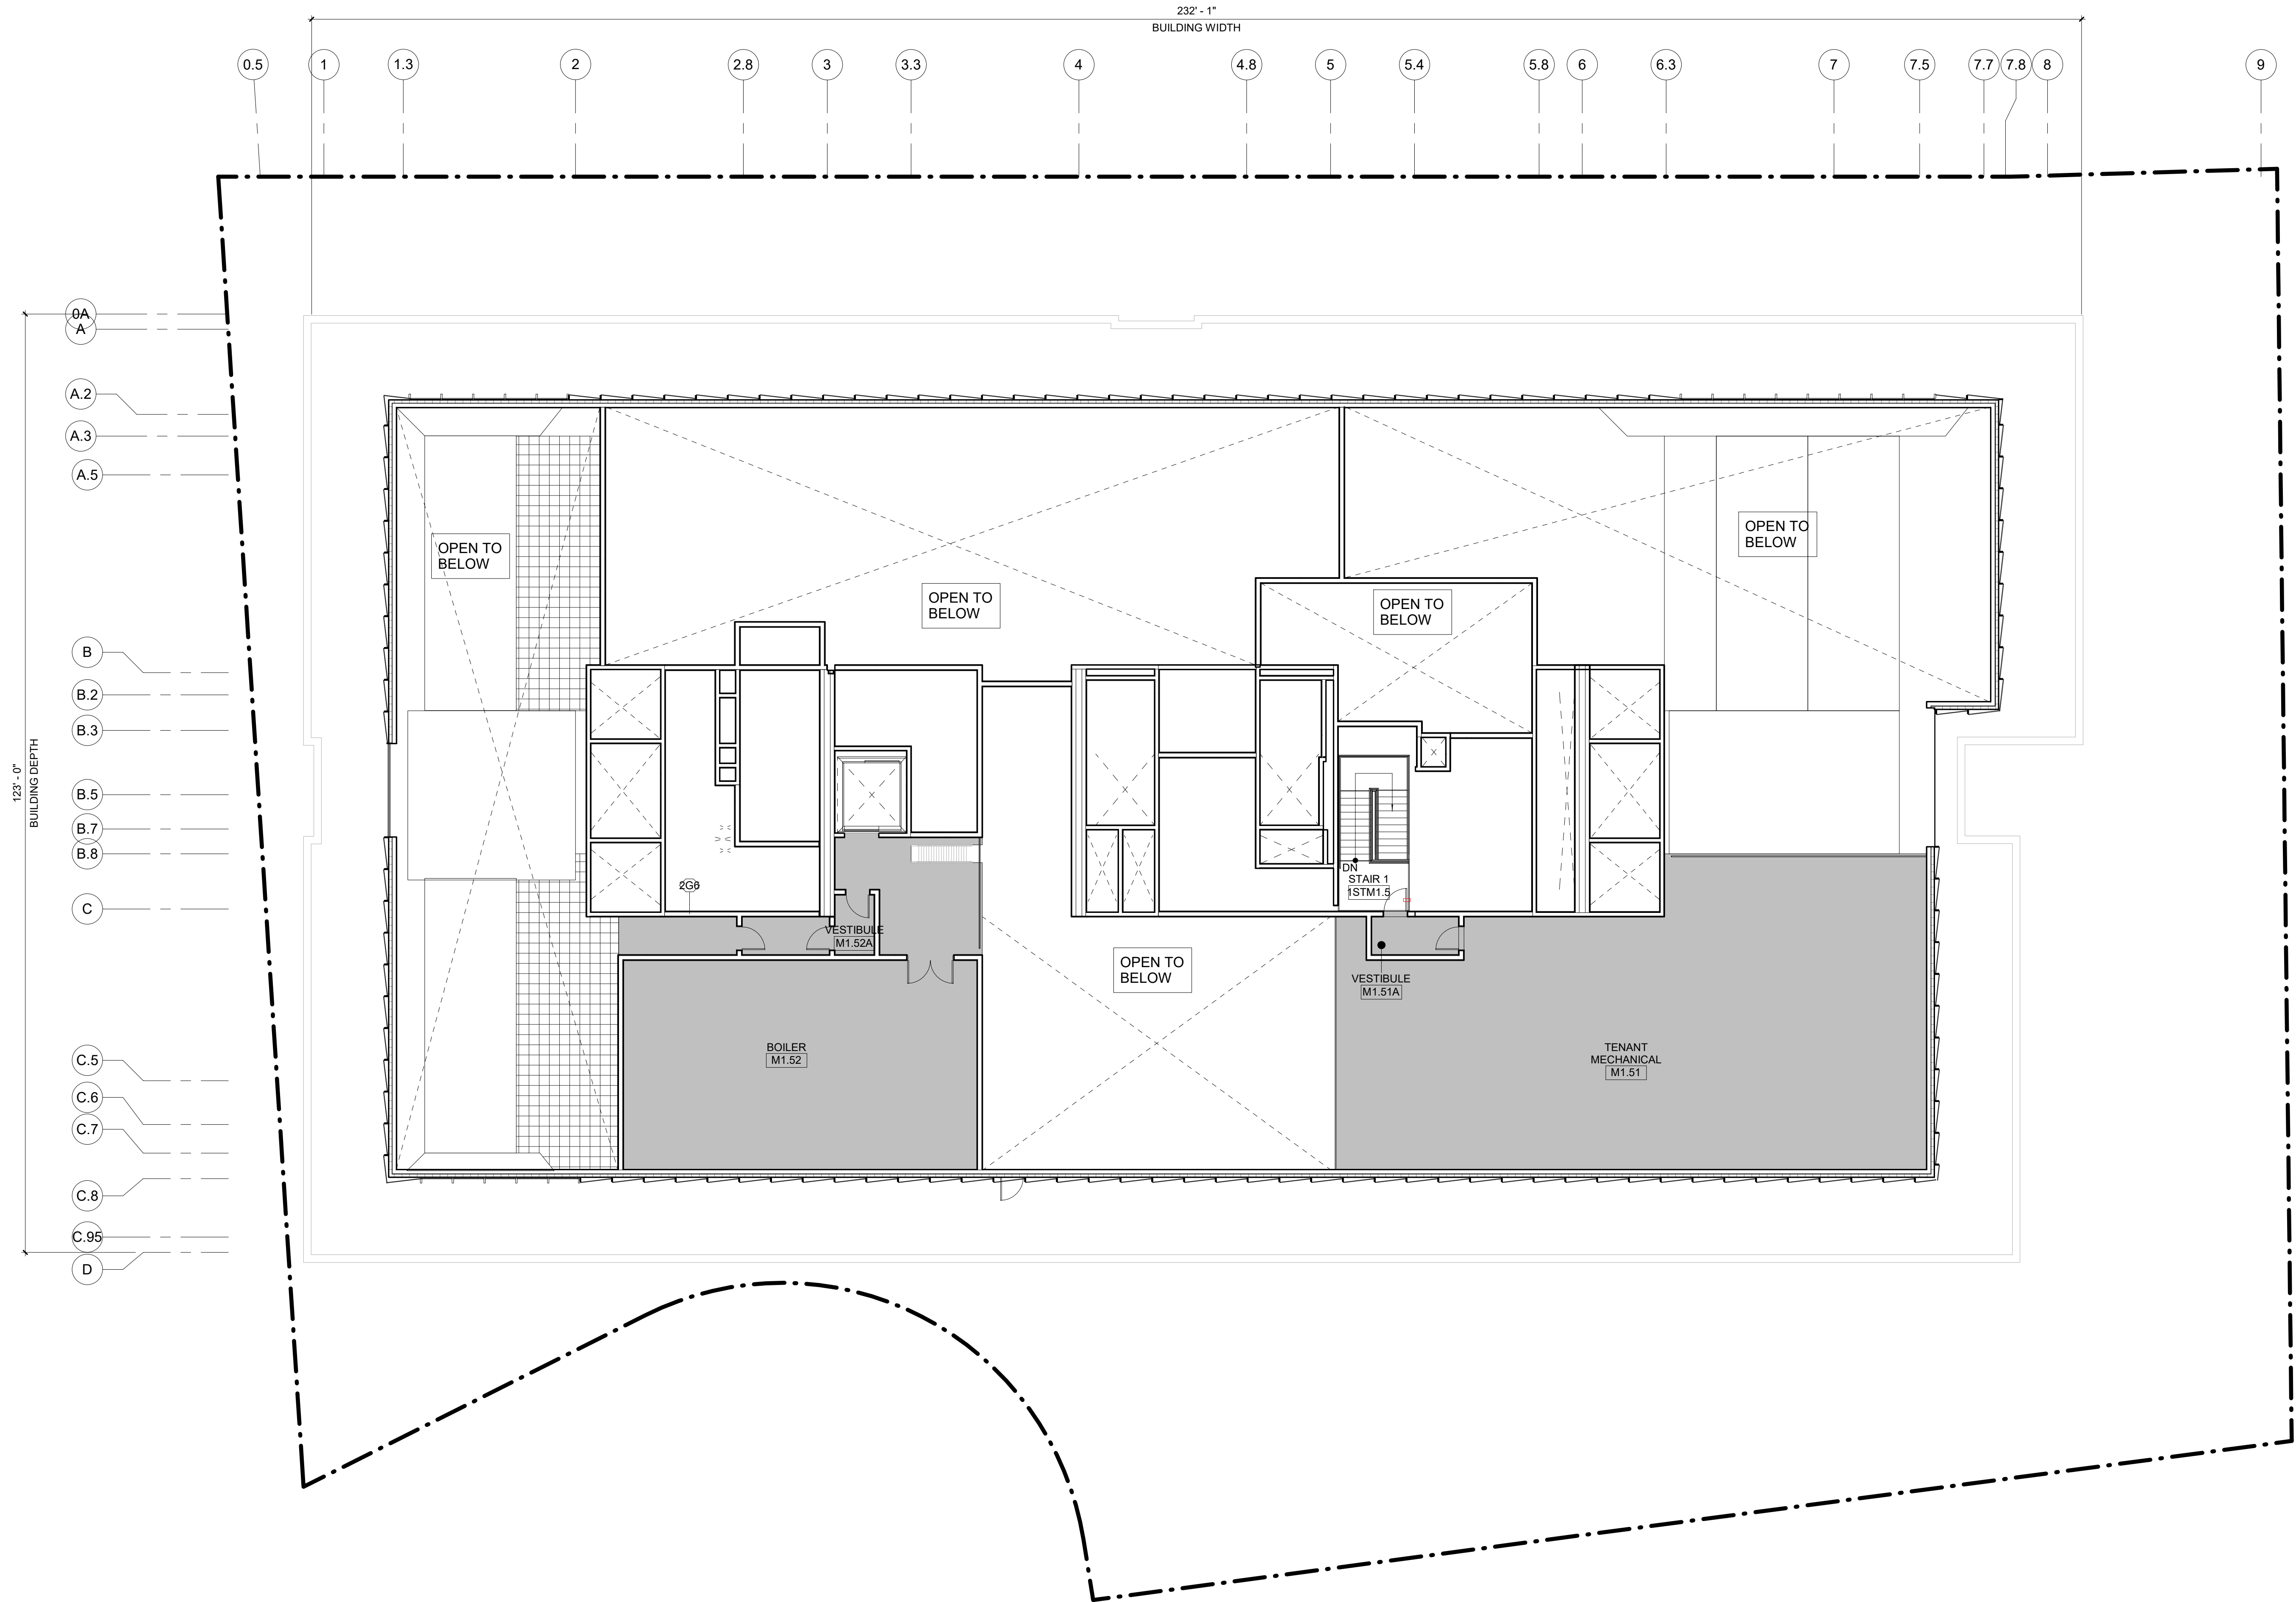 232' - 1"
BUILDING WIDTH
0.5 1 1.3 2 2.8 3 3.3 4 4.8 5 5.4 5.8 6 6.3 7 7.5 7.7 7.8 8 9
0A
A
A.2
A.3
A.5
B
B.2
B.3
B.5
B.7
B.8
C
C.5
C.6
C.7
C.8
C.95
D
123' - 0"
BUILDING DEPTH
OPEN TO
BELOW
OPEN TO
BELOW
OPEN TO
BELOW
OPEN TO
BELOW
2G6
DN
STAIR 1
1STM1.5
VESTIBULE
M1.52A
OPEN TO
BELOW
VESTIBULE
M1.51A
BOILER
M1.52
TENANT
MECHANICAL
M1.51